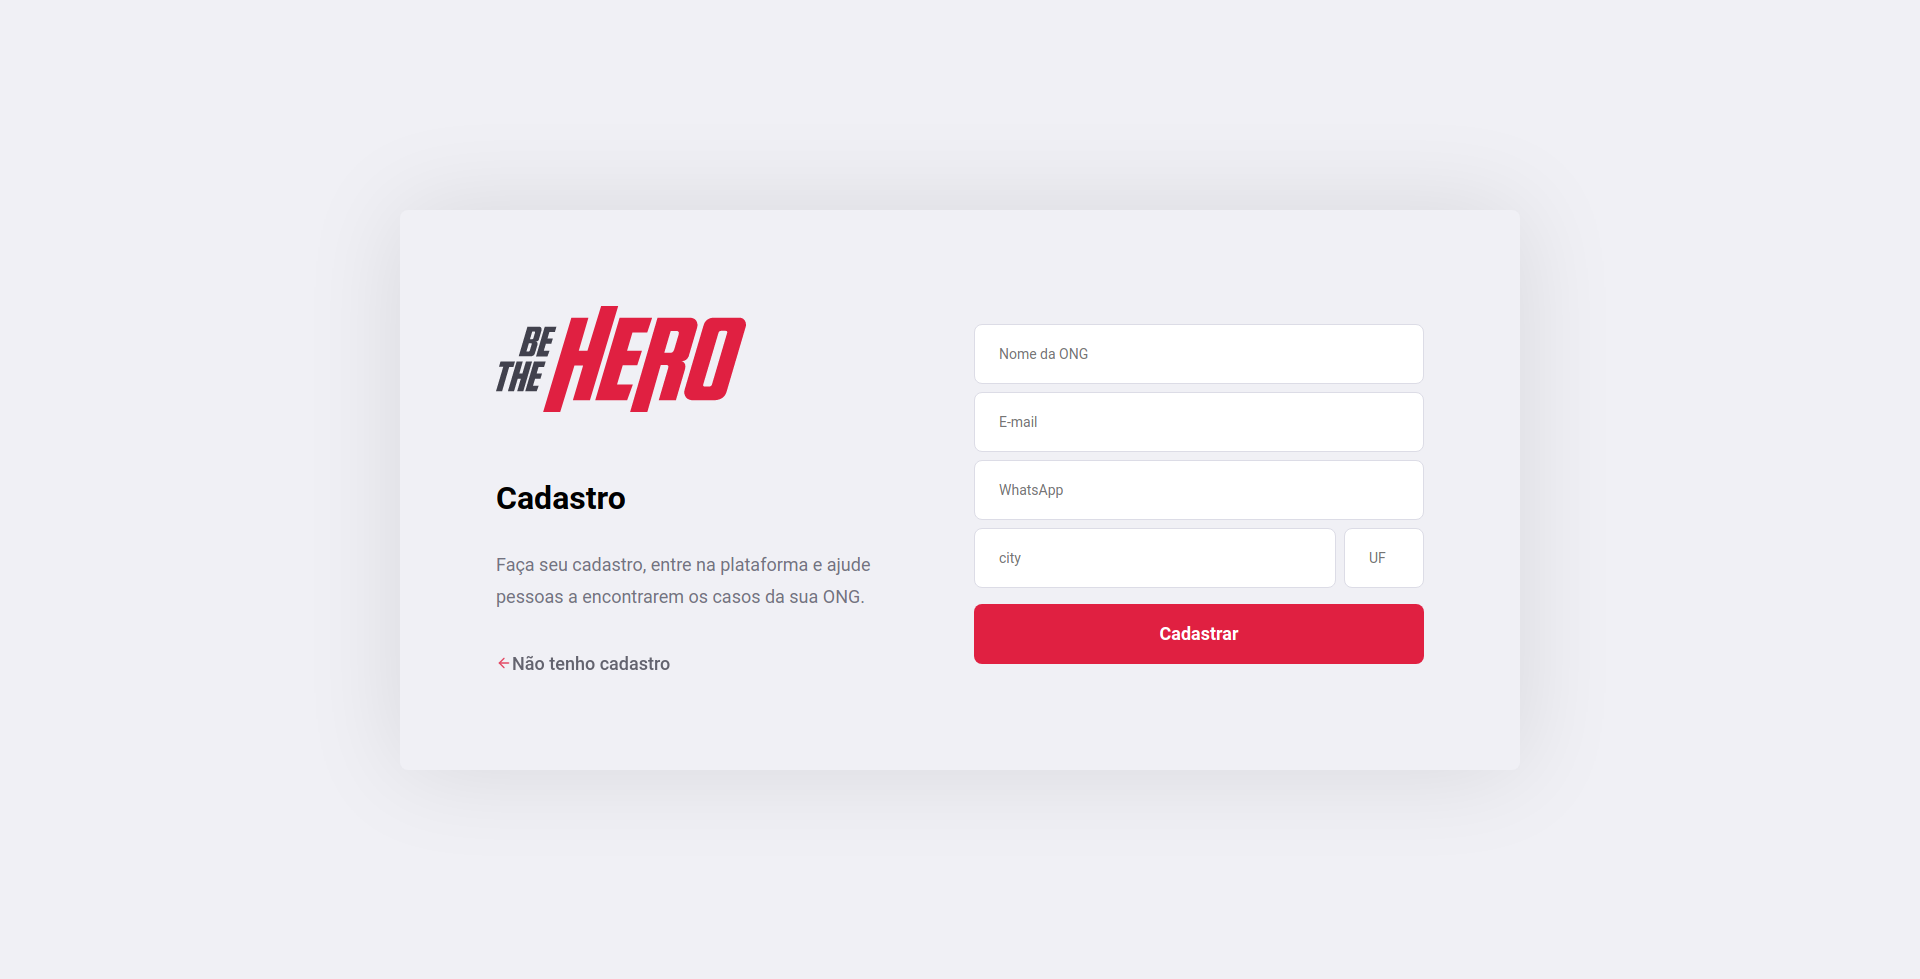 BE
THE
HERO
Cadastro
Faça seu cadastro, entre na plataforma e ajude
pessoas a encontrarem os casos da sua ONG.
Não tenho cadastro
Nome da ONG
E-mail
WhatsApp
city UF
Cadastrar